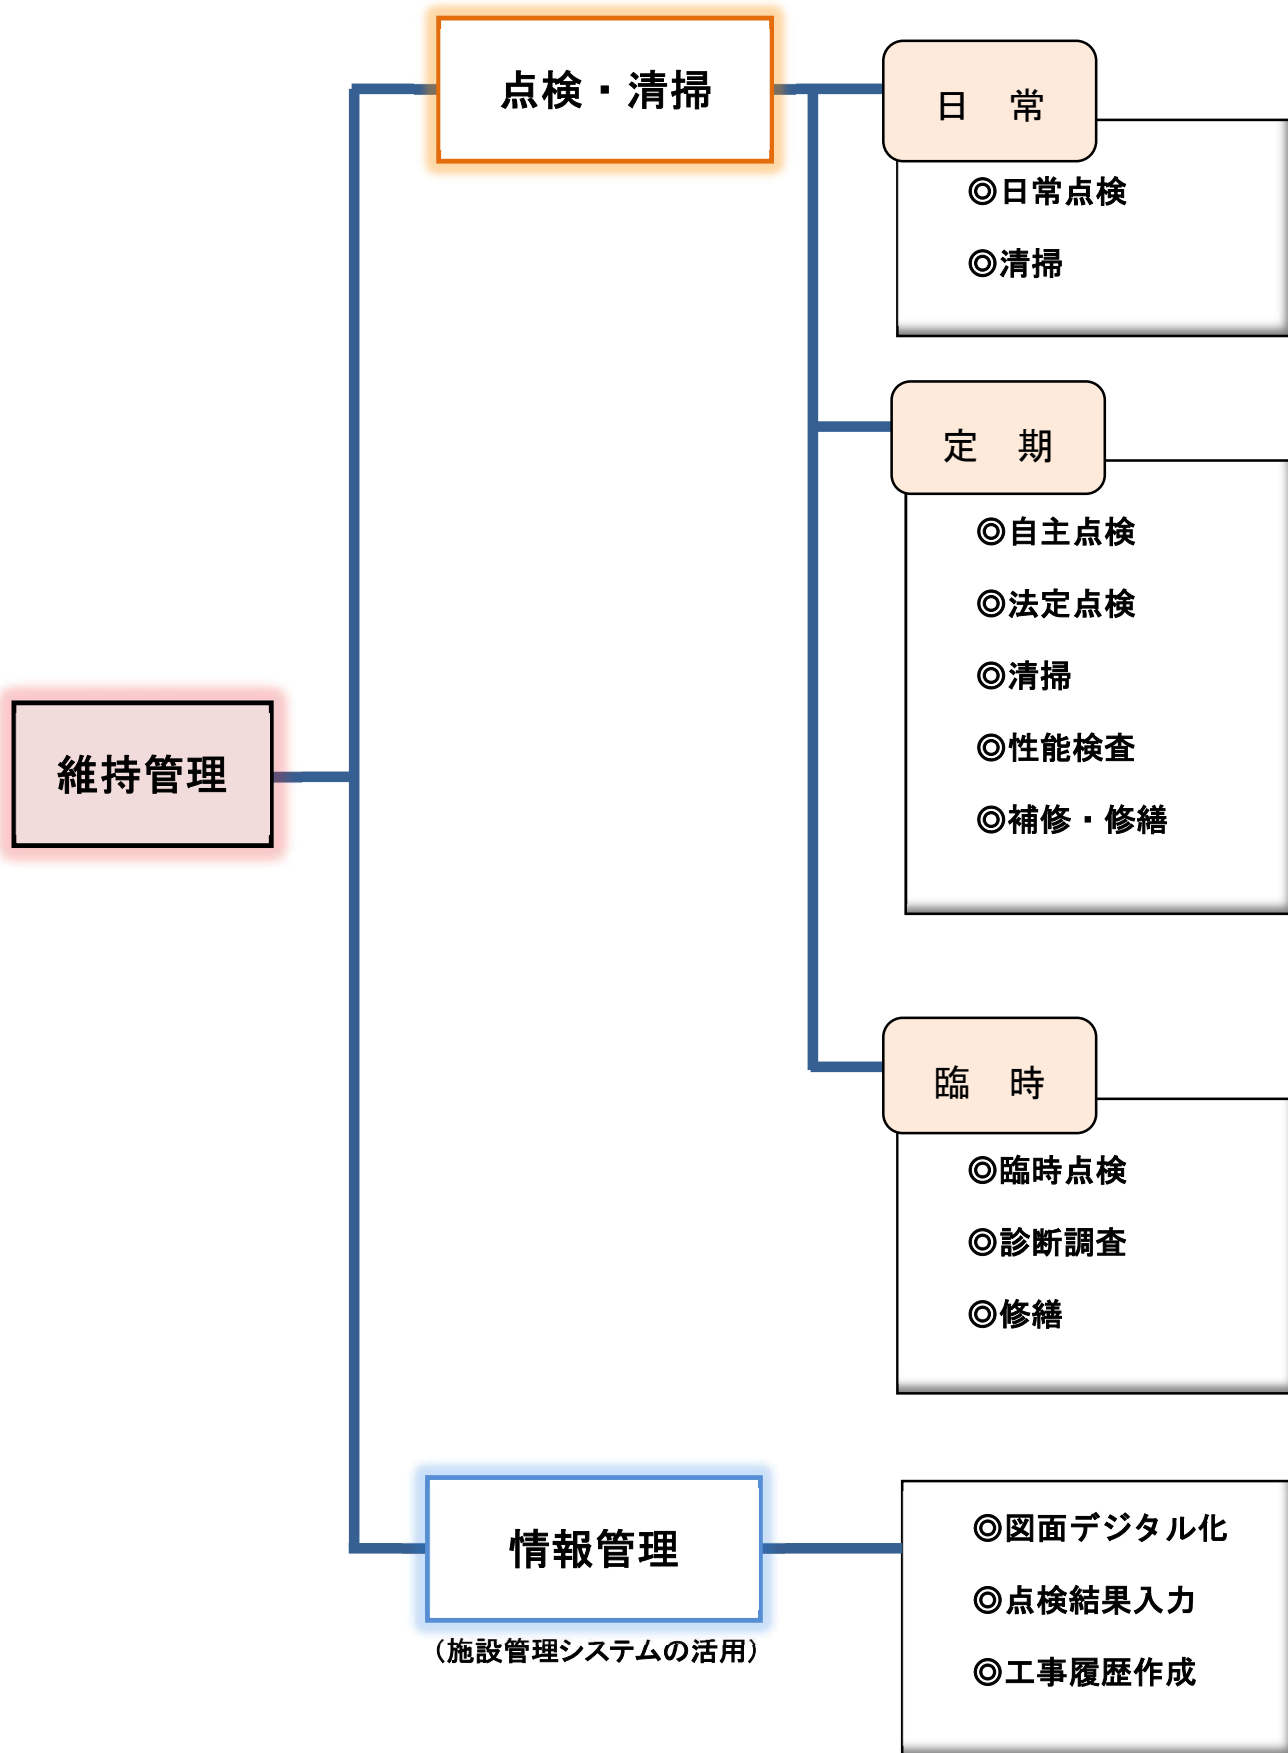 点検・清掃
日　常
◎日常点検
◎清掃
定　期
◎自主点検
◎法定点検
◎清掃
◎性能検査
◎補修・修繕
維持管理
臨　時
◎臨時点検
◎診断調査
◎修繕
情報管理
（施設管理システムの活用）
◎図面デジタル化
◎点検結果入力
◎工事履歴作成